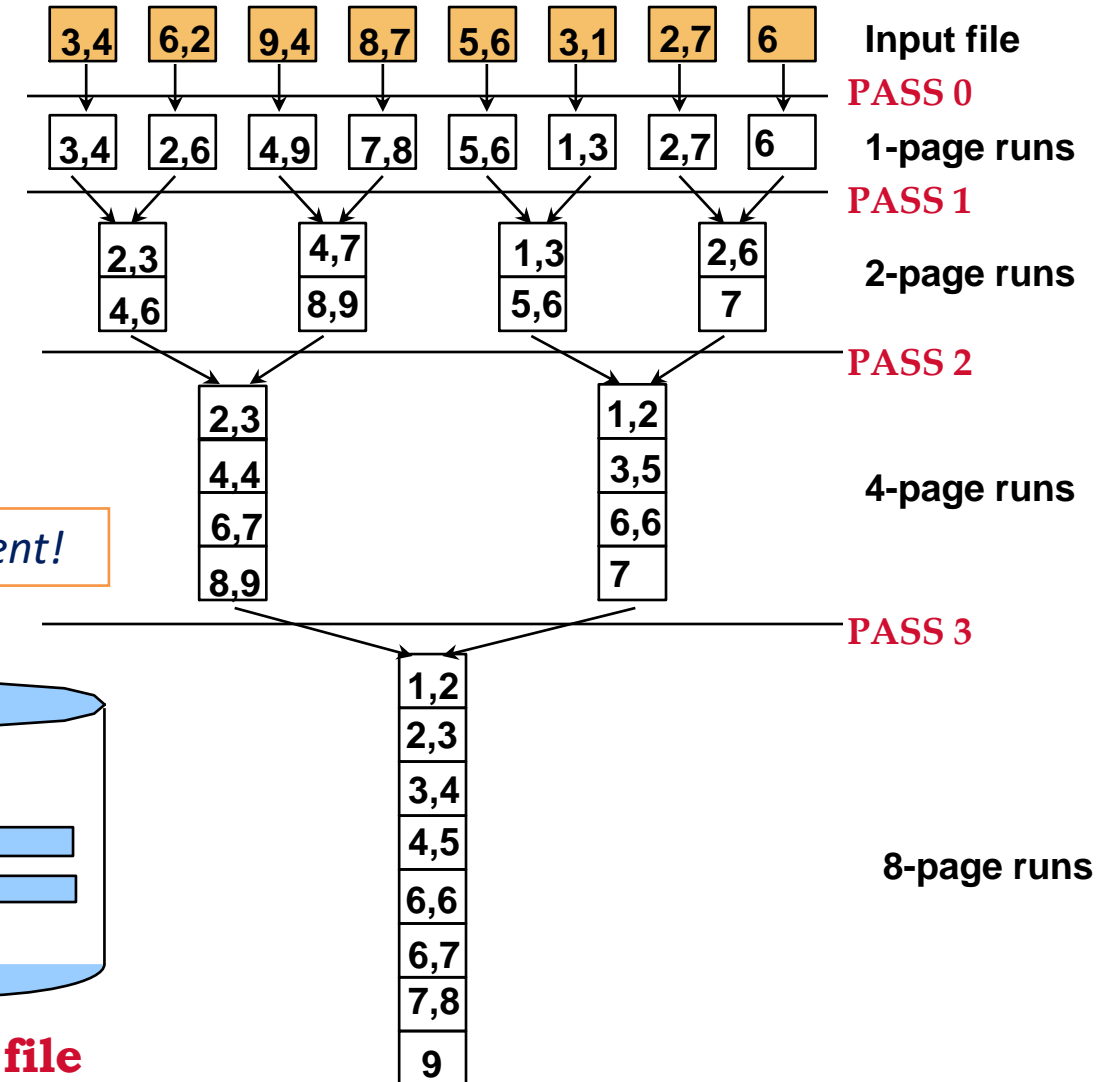 3,4 6,2 9,4 8,7 5,6 3,1 2,7 6 Input file
PASS 0
3,4 2,6 4,9 7,8 5,6 1,3 2,7 6 1-page runs
PASS 1
2,3 4,7 1,3 2,6
2-page runs
4,6 8,9 5,6 7
PASS 2
2,3 1,2
4,4 3,5
4-page runs
6,7 6,6
ent!
8,9 7
PASS 3
1,2
2,3
3,4
4,5
8-page runs
6,6
6,7
7,8
file
9